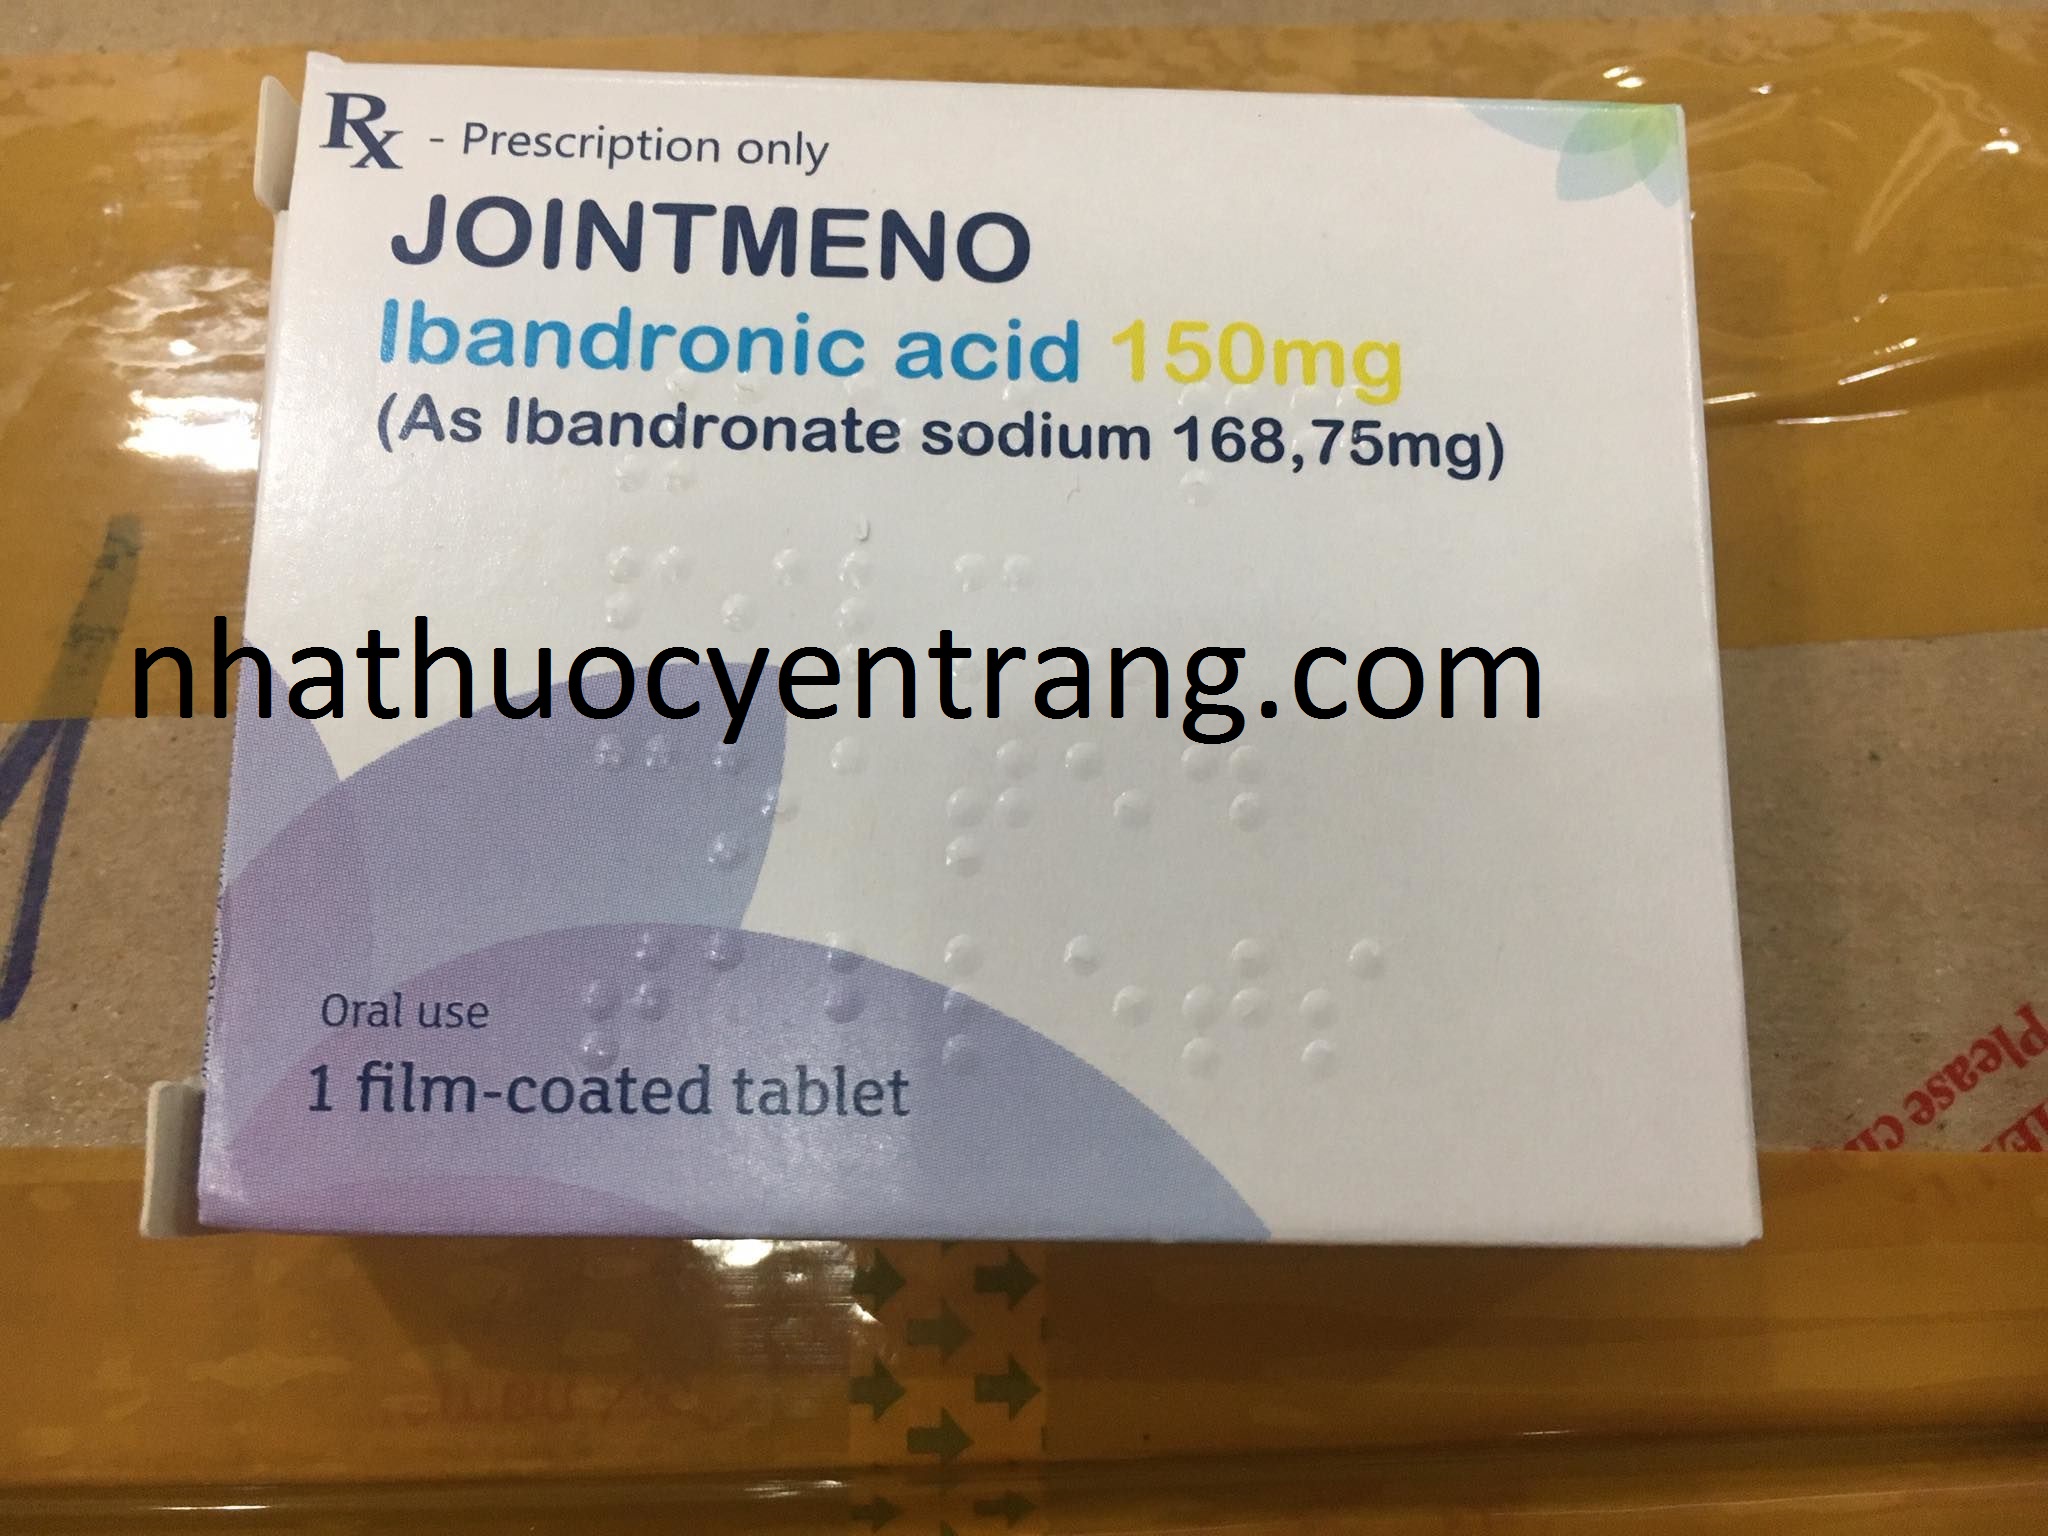 Rx - Prescription only
JOINTMENO
Ibandronic acid 150mg
(As Ibandronate sodium 168,75mg)
nhathuocyentrang.com
Oral use
1 film-coated tablet
please